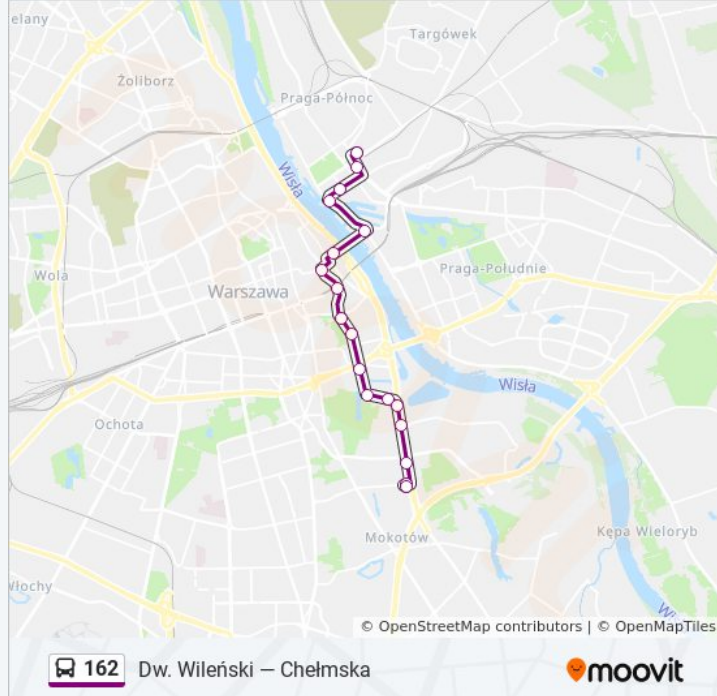 elany
Targówek
Żoliborz
Praga-Północ
Wisła
Wola
Praga-Południe
Warszawa
Wisła
Ochota
Mokotów
Kępa Wieloryb
Włochy
Wi
© OpenStreetMap contributors | © OpenMapTiles
162 Dw. Wileński — Chełmska
moovit